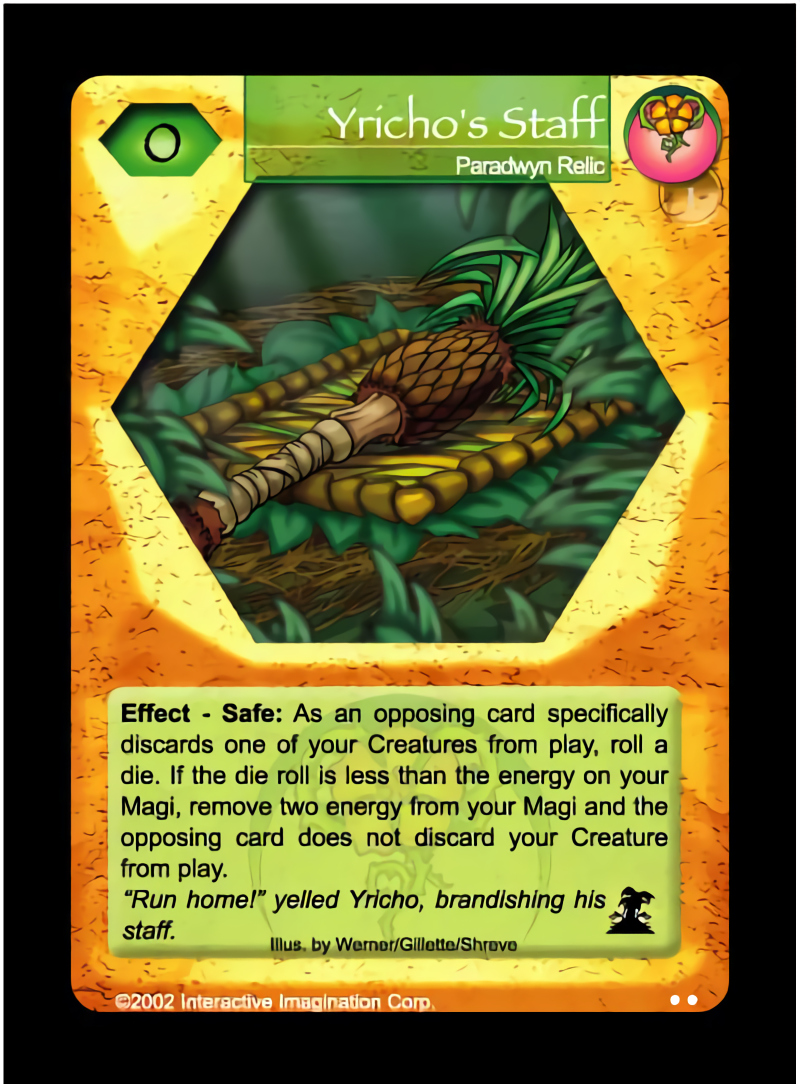 0
Yricho's Staff
Paradwyn Relic
Effect - Safe: As an opposing card specifically
discards one of your Creatures from play, roll a
die. If the die roll is less than the energy on your
Magi, remove two energy from your Magi and the
opposing card does not discard your Creature
from play.
"Run home!" yelled Yricho, brandishing his
staff.
Illus. by Werner/Gillette/Shreve
©2002 Interactive Imagination Corp.